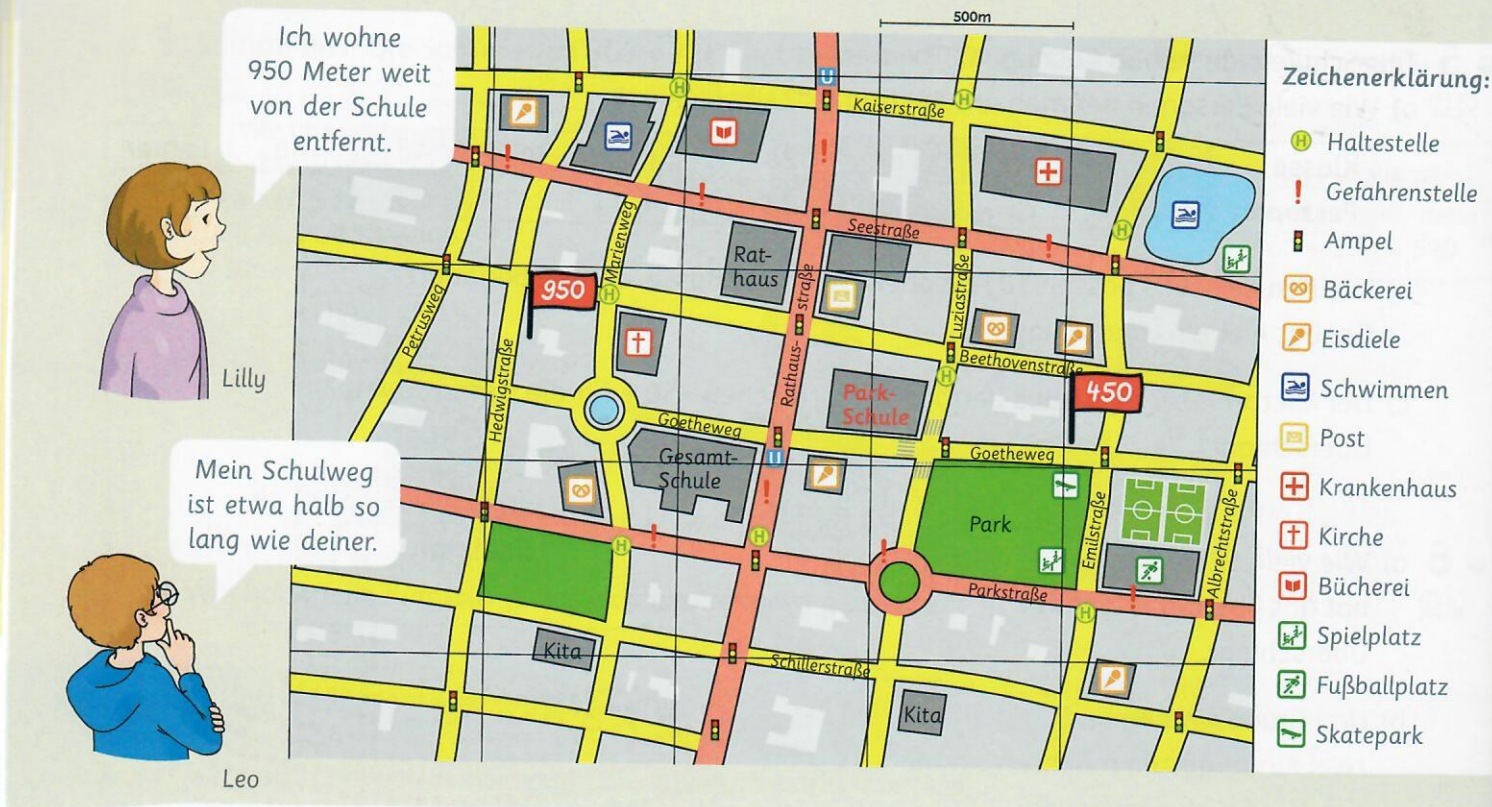 500m
Ich wohne
950 Meter weit
von der Schule
entfernt.
Lilly
Mein Schulweg
ist etwa halb so
lang wie deiner.
Leo
U
H
H
Kaiserstraße
!
!
!
Marienweg
Seestraße
!
H
Rat-
haus
Petrusweg
950
H
Rathaus-
straße
Luziastraße
Beethovenstraße
H
Hedwigstraße
Park-
Schule
450
Goetheweg
Goetheweg
Gesamt-
Schule
U
!
Park
Emilstraße
Albrechtstraße
H
!
H
!
Parkstraße
!
H
Kita
Schillerstraße
Kita
Zeichenerklärung:
H Haltestelle
! Gefahrenstelle
Ampel
Bäckerei
Eisdiele
Schwimmen
Post
Krankenhaus
Kirche
Bücherei
Spielplatz
Fußballplatz
Skatepark